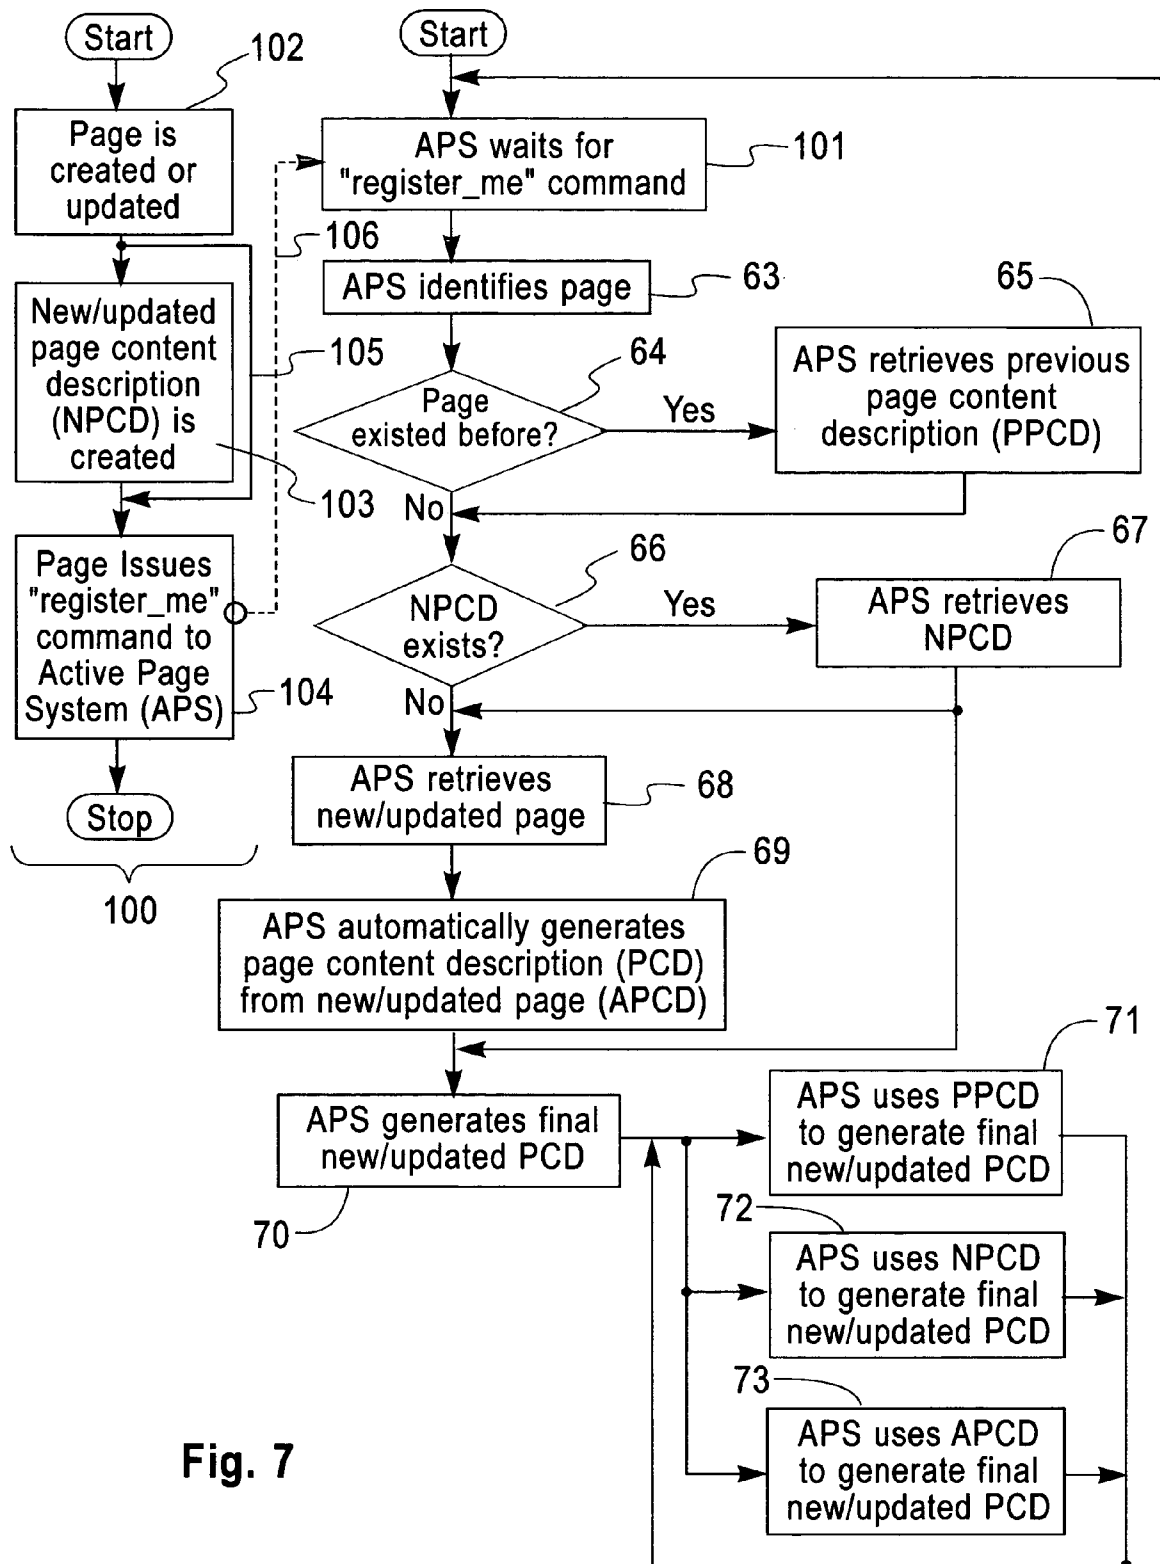 Start
102
Page is
created or
updated
New/updated
page content
description
(NPCD) is
created
105
103
Page Issues
"register_me"
command to
Active Page
System (APS)
104
Stop
100
106
Start
APS waits for
"register_me" command
101
APS identifies page
63
Page
existed before?
64
Yes
No
65
APS retrieves previous
page content
description (PPCD)
NPCD
exists?
66
Yes
No
67
APS retrieves
NPCD
APS retrieves
new/updated page
68
69
APS automatically generates
page content description (PCD)
from new/updated page (APCD)
APS generates final
new/updated PCD
70
71
APS uses PPCD
to generate final
new/updated PCD
72
APS uses NPCD
to generate final
new/updated PCD
73
APS uses APCD
to generate final
new/updated PCD
Fig. 7